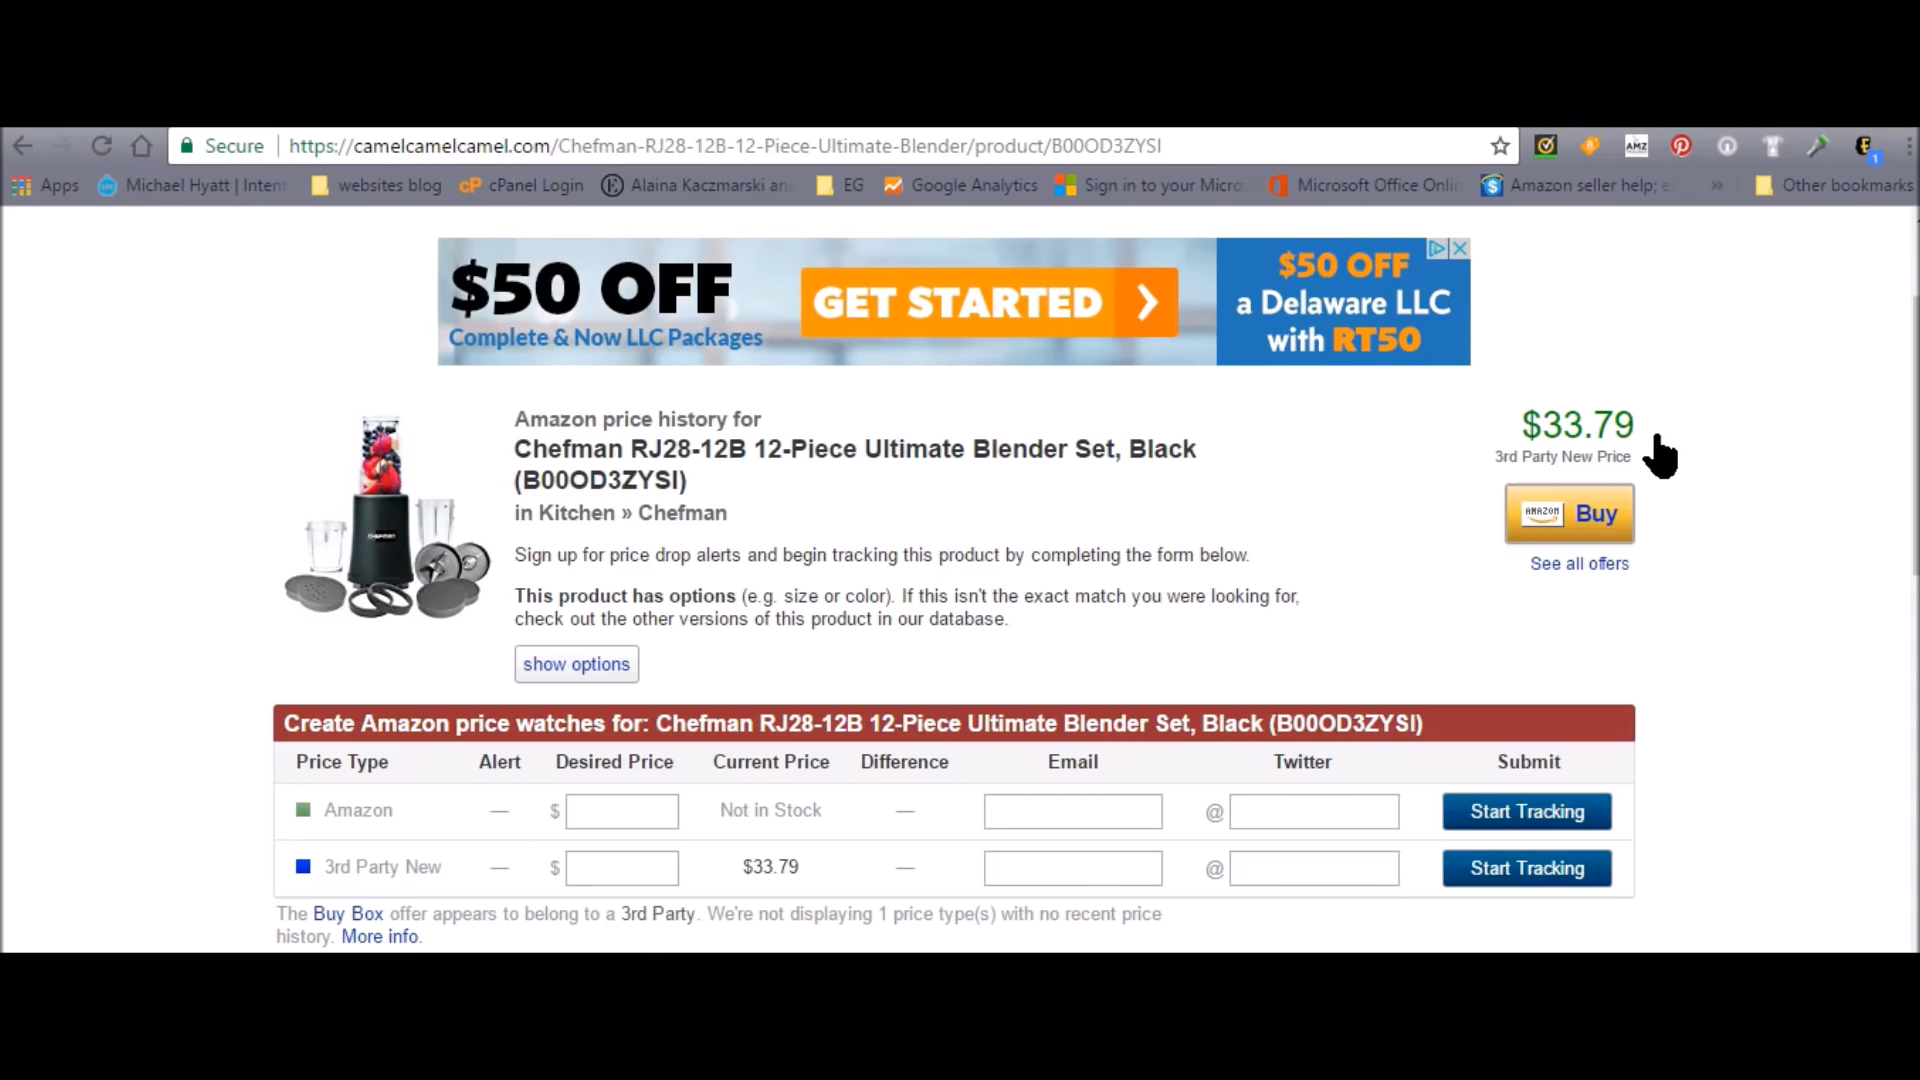 Secure https://camelcamelcamel.com/Chefman-RJ28-12B-12-Piece-Ultimate-Blender/product/B00OD3ZYSI
AMZ
1
Apps Michael Hyatt | Intent websites blog cP cPanel Login Alaina Kaczmarski an EG Google Analytics Sign in to your Micro Microsoft Office Onlin Amazon seller help; e » Other bookmarks
$50 OFF
Complete & Now LLC Packages
GET STARTED
$50 OFF
a Delaware LLC
with RT50
Amazon price history for
Chefman RJ28-12B 12-Piece Ultimate Blender Set, Black
(B00OD3ZYSI)
in Kitchen » Chefman
$33.79
3rd Party New Price
AMAZON Buy
See all offers
CHEFMAN
Sign up for price drop alerts and begin tracking this product by completing the form below.
This product has options (e.g. size or color). If this isn't the exact match you were looking for,
check out the other versions of this product in our database.
show options
Create Amazon price watches for: Chefman RJ28-12B 12-Piece Ultimate Blender Set, Black (B00OD3ZYSI)
Price Type Alert Desired Price Current Price Difference Email Twitter Submit
Amazon — $ Not in Stock — @ Start Tracking
3rd Party New — $ $33.79 — @ Start Tracking
The Buy Box offer appears to belong to a 3rd Party. We're not displaying 1 price type(s) with no recent price
history. More info.